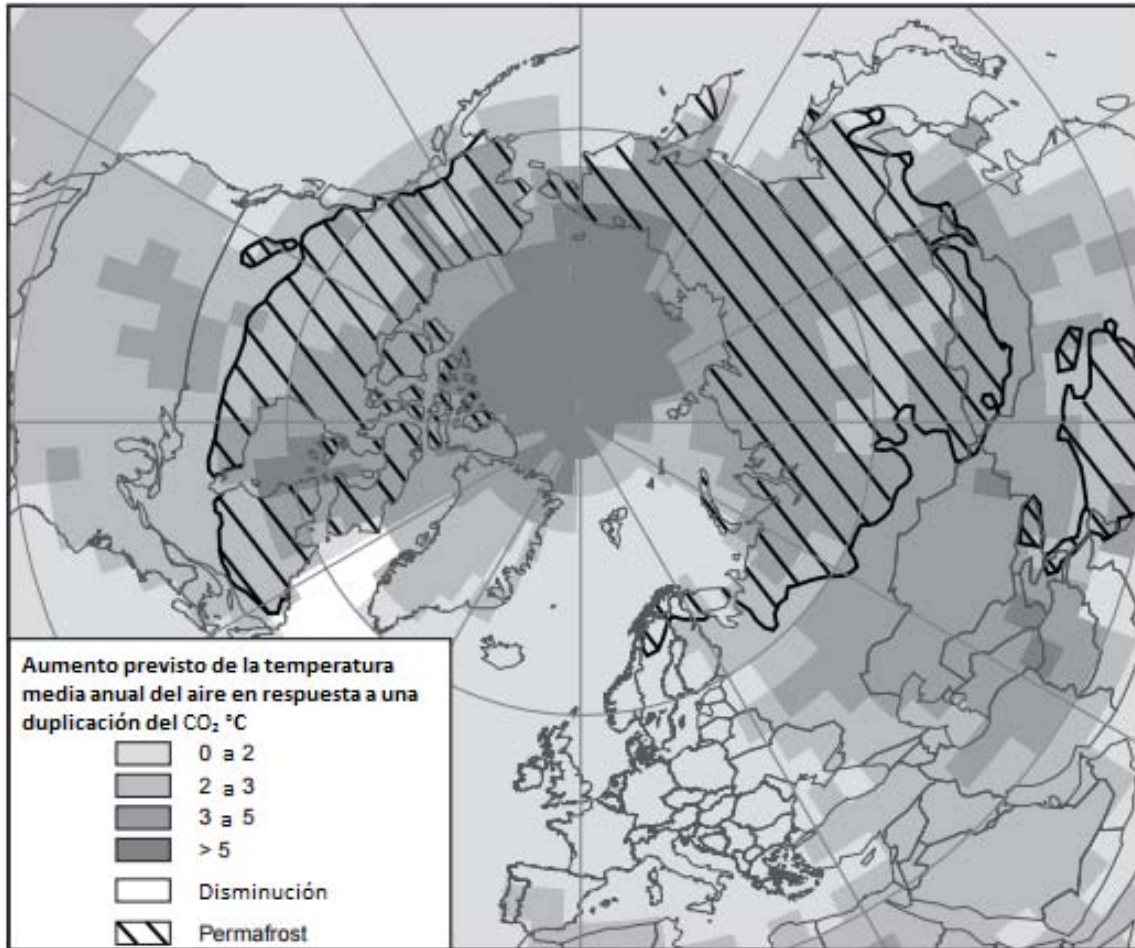 Aumento previsto de la temperatura
media anual del aire en respuesta a una
duplicación del CO₂ °C
0 a 2
2 a 3
3 a 5
> 5
Disminución
Permafrost